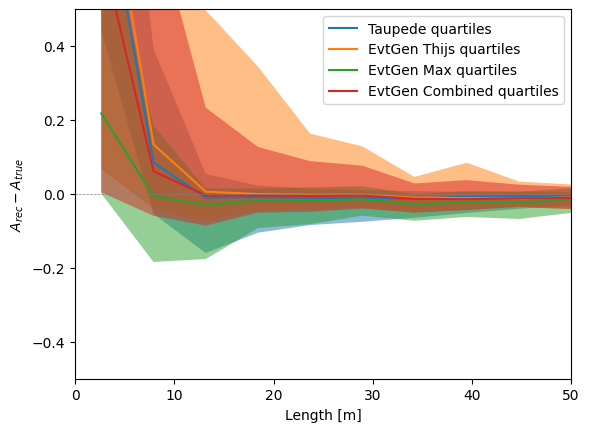 Taupede quartiles
EvtGen Thijs quartiles
EvtGen Max quartiles
EvtGen Combined quartiles
0.4
0.2
0.0
−0.2
−0.4
A_rec − A_true
0 10 20 30 40 50
Length [m]